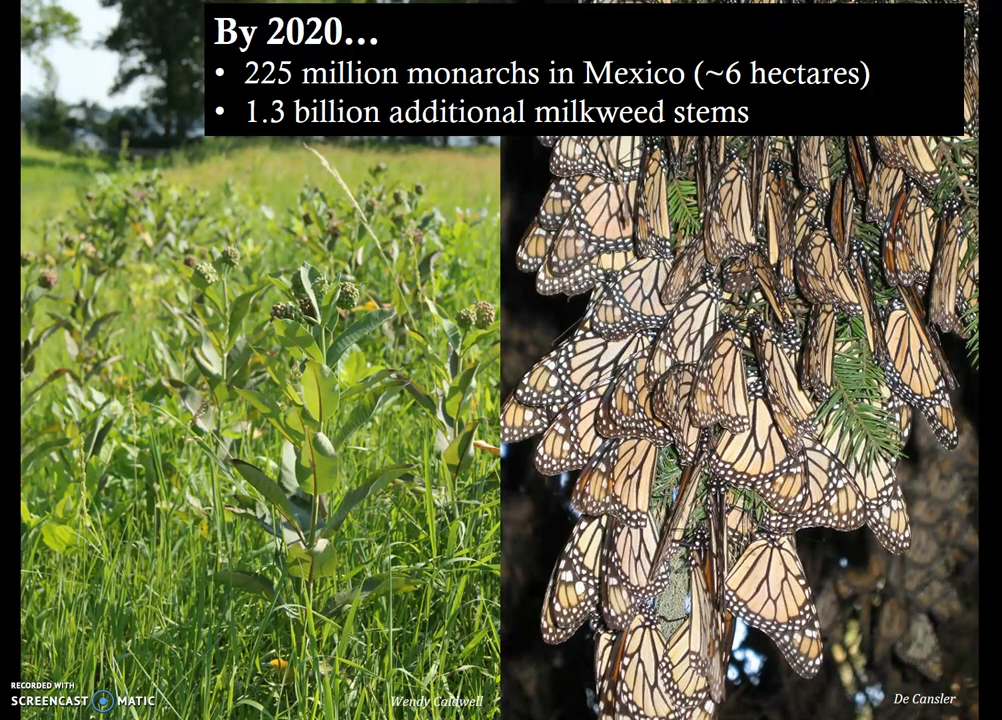 By 2020…
• 225 million monarchs in Mexico (~6 hectares)
• 1.3 billion additional milkweed stems
RECORDED WITH
SCREENCAST MATIC
Wendy Caldwell
De Cansler